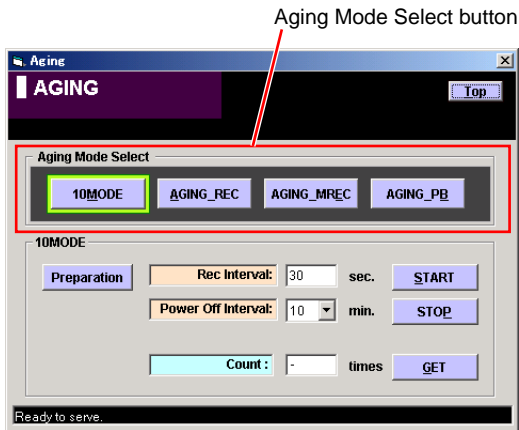 Aging Mode Select button
Aging
AGING
Top
Aging Mode Select
10MODE AGING_REC AGING_MREC AGING_PB
10MODE
Preparation Rec Interval: 30 sec. START
Power Off Interval: 10 min. STOP
Count : - times GET
Ready to serve.